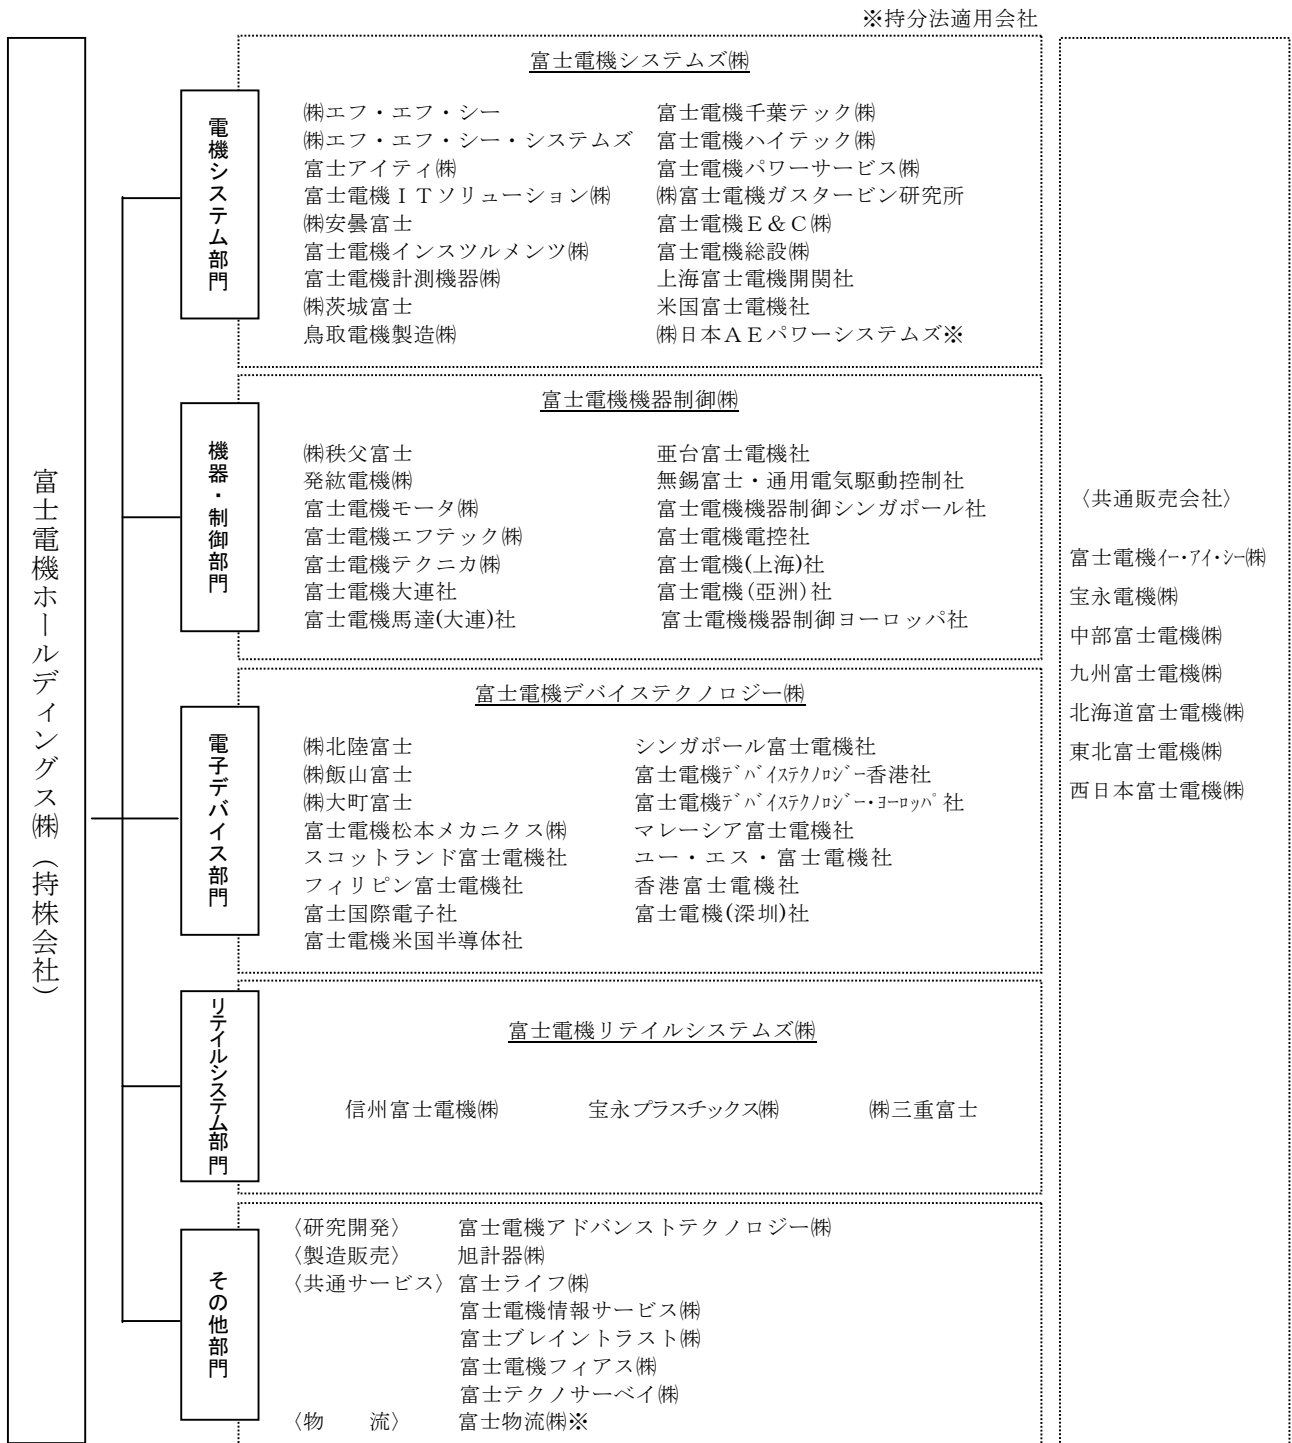 ※持分法適用会社
富士電機ホールディングス㈱（持株会社）
電機システム部門
富士電機システムズ㈱
㈱エフ・エフ・シー 富士電機千葉テック㈱
㈱エフ・エフ・シー・システムズ 富士電機ハイテック㈱
富士アイティ㈱ 富士電機パワーサービス㈱
富士電機ＩＴソリューション㈱ ㈱富士電機ガスタービン研究所
㈱安曇富士 富士電機Ｅ＆Ｃ㈱
富士電機インスツルメンツ㈱ 富士電機総設㈱
富士電機計測機器㈱ 上海富士電機開関社
㈱茨城富士 米国富士電機社
鳥取電機製造㈱ ㈱日本ＡＥパワーシステムズ※
機器・制御部門
富士電機機器制御㈱
㈱秩父富士 亜台富士電機社
発紘電機㈱ 無錫富士・通用電気駆動控制社
富士電機モータ㈱ 富士電機機器制御シンガポール社
富士電機エフテック㈱ 富士電機電控社
富士電機テクニカ㈱ 富士電機(上海)社
富士電機大連社 富士電機(亞洲)社
富士電機馬達(大連)社 富士電機機器制御ヨーロッパ社
電子デバイス部門
富士電機デバイステクノロジー㈱
㈱北陸富士 シンガポール富士電機社
㈱飯山富士 富士電機ﾃﾞﾊﾞｲｽﾃｸﾉﾛｼﾞｰ香港社
㈱大町富士 富士電機ﾃﾞﾊﾞｲｽﾃｸﾉﾛｼﾞｰ・ﾖｰﾛｯﾊﾟ社
富士電機松本メカニクス㈱ マレーシア富士電機社
スコットランド富士電機社 ユー・エス・富士電機社
フィリピン富士電機社 香港富士電機社
富士国際電子社 富士電機(深圳)社
富士電機米国半導体社
リテイルシステム部門
富士電機リテイルシステムズ㈱
信州富士電機㈱ 宝永プラスチックス㈱ ㈱三重富士
その他部門
〈研究開発〉 富士電機アドバンストテクノロジー㈱
〈製造販売〉 旭計器㈱
〈共通サービス〉富士ライフ㈱
富士電機情報サービス㈱
富士ブレイントラスト㈱
富士電機フィアス㈱
富士テクノサーベイ㈱
〈物　流〉 富士物流㈱※
〈共通販売会社〉
富士電機ｲｰ・ｱｲ・ｼｰ㈱
宝永電機㈱
中部富士電機㈱
九州富士電機㈱
北海道富士電機㈱
東北富士電機㈱
西日本富士電機㈱